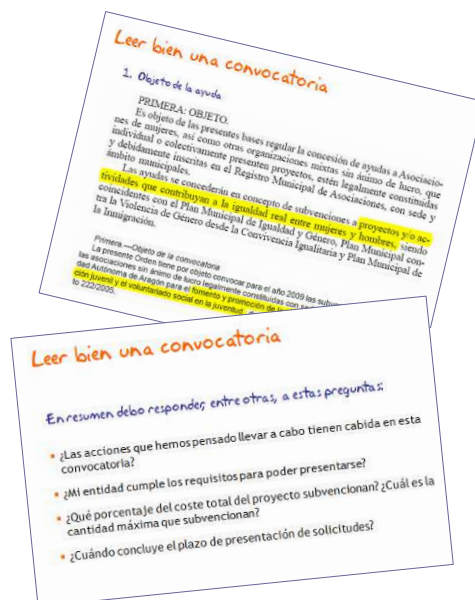 Leer bien una convocatoria
1. Objeto de la ayuda
PRIMERA: OBJETO.
Es objeto de las presentes bases regular la concesión de ayudas a Asociacio-
nes de mujeres, así como otras organizaciones mixtas sin ánimo de lucro, que
individual o colectivamente presenten proyectos, estén legalmente constituidas
y debidamente inscritas en el Registro Municipal de Asociaciones, con sede y
ámbito municipales.
Las ayudas se concederán en concepto de subvenciones a proyectos y/o ac-
tividades que contribuyan a la igualdad real entre mujeres y hombres, siendo
coincidentes con el Plan Municipal de Igualdad y Género, Plan Municipal con-
tra la Violencia de Género desde la Convivencia Igualitaria y Plan Municipal de
la Inmigración.
Primera.—Objeto de la convocatoria
La presente Orden tiene por objeto convocar para el año 2009 las
las asociaciones sin ánimo de lucro legalmente constituidas con
dad Autónoma de Aragón para el fomento y promoción de
ción juvenil y el voluntariado social en la juventud
to 222/2005.
Leer bien una convocatoria
En resumen debo responder, entre otras, a estas preguntas:
• ¿Las acciones que hemos pensado llevar a cabo tienen cabida en esta
convocatoria?
• ¿Mi entidad cumple los requisitos para poder presentarse?
• ¿Qué porcentaje del coste total del proyecto subvencionan? ¿Cuál es la
cantidad máxima que subvencionan?
• ¿Cuándo concluye el plazo de presentación de solicitudes?